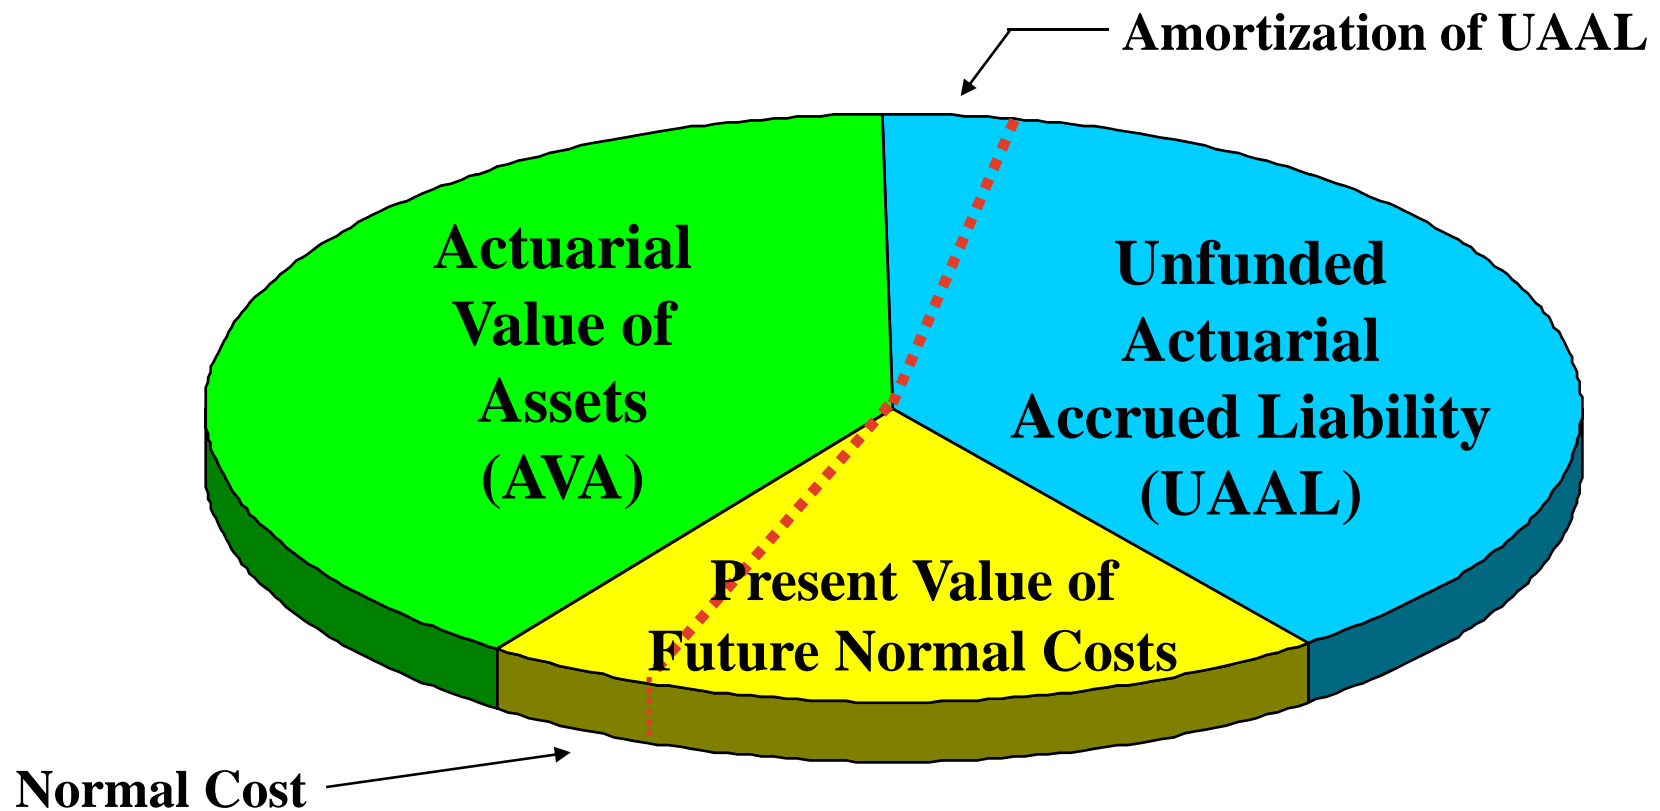 Amortization of UAAL
Actuarial
Value of
Assets
(AVA)
Unfunded
Actuarial
Accrued Liability
(UAAL)
Present Value of
Future Normal Costs
Normal Cost